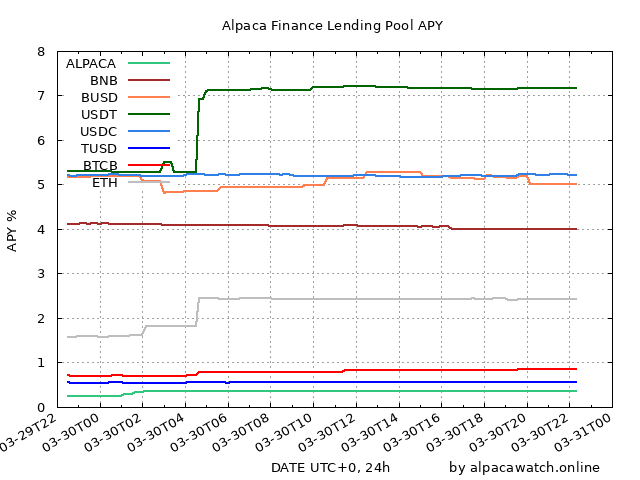 Alpaca Finance Lending Pool APY
8
7
6
5
4
3
2
1
0
APY %
ALPACA
BNB
BUSD
USDT
USDC
TUSD
BTCB
ETH
03-29T22
03-30T00
03-30T02
03-30T04
03-30T06
03-30T08
03-30T10
03-30T12
03-30T14
03-30T16
03-30T18
03-30T20
03-30T22
03-31T00
DATE UTC+0, 24h
by alpacawatch.online